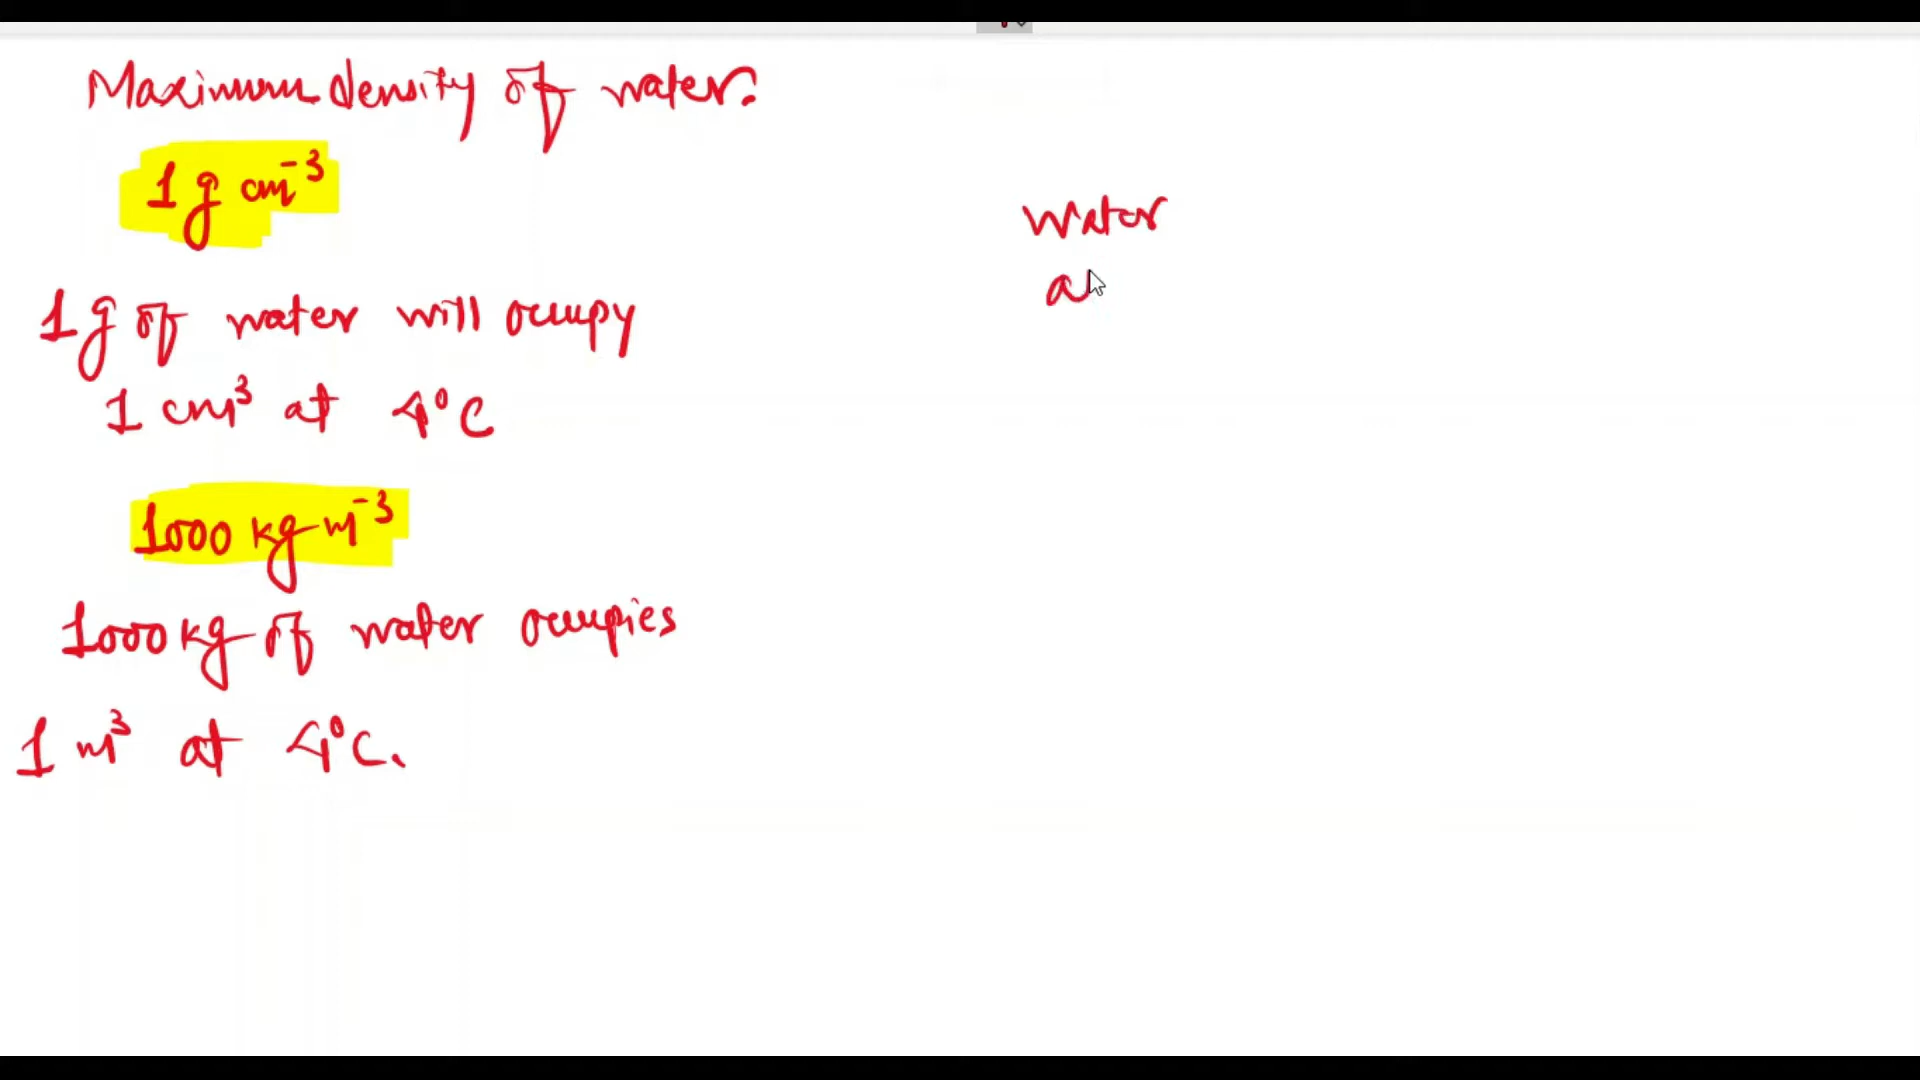 Maximum density of water.
1 g cm⁻³
1g of water will occupy
1 cm³ at 4°C
1000 kg m⁻³
1000 kg of water occupies
1 m³ at 4°C.
water
a